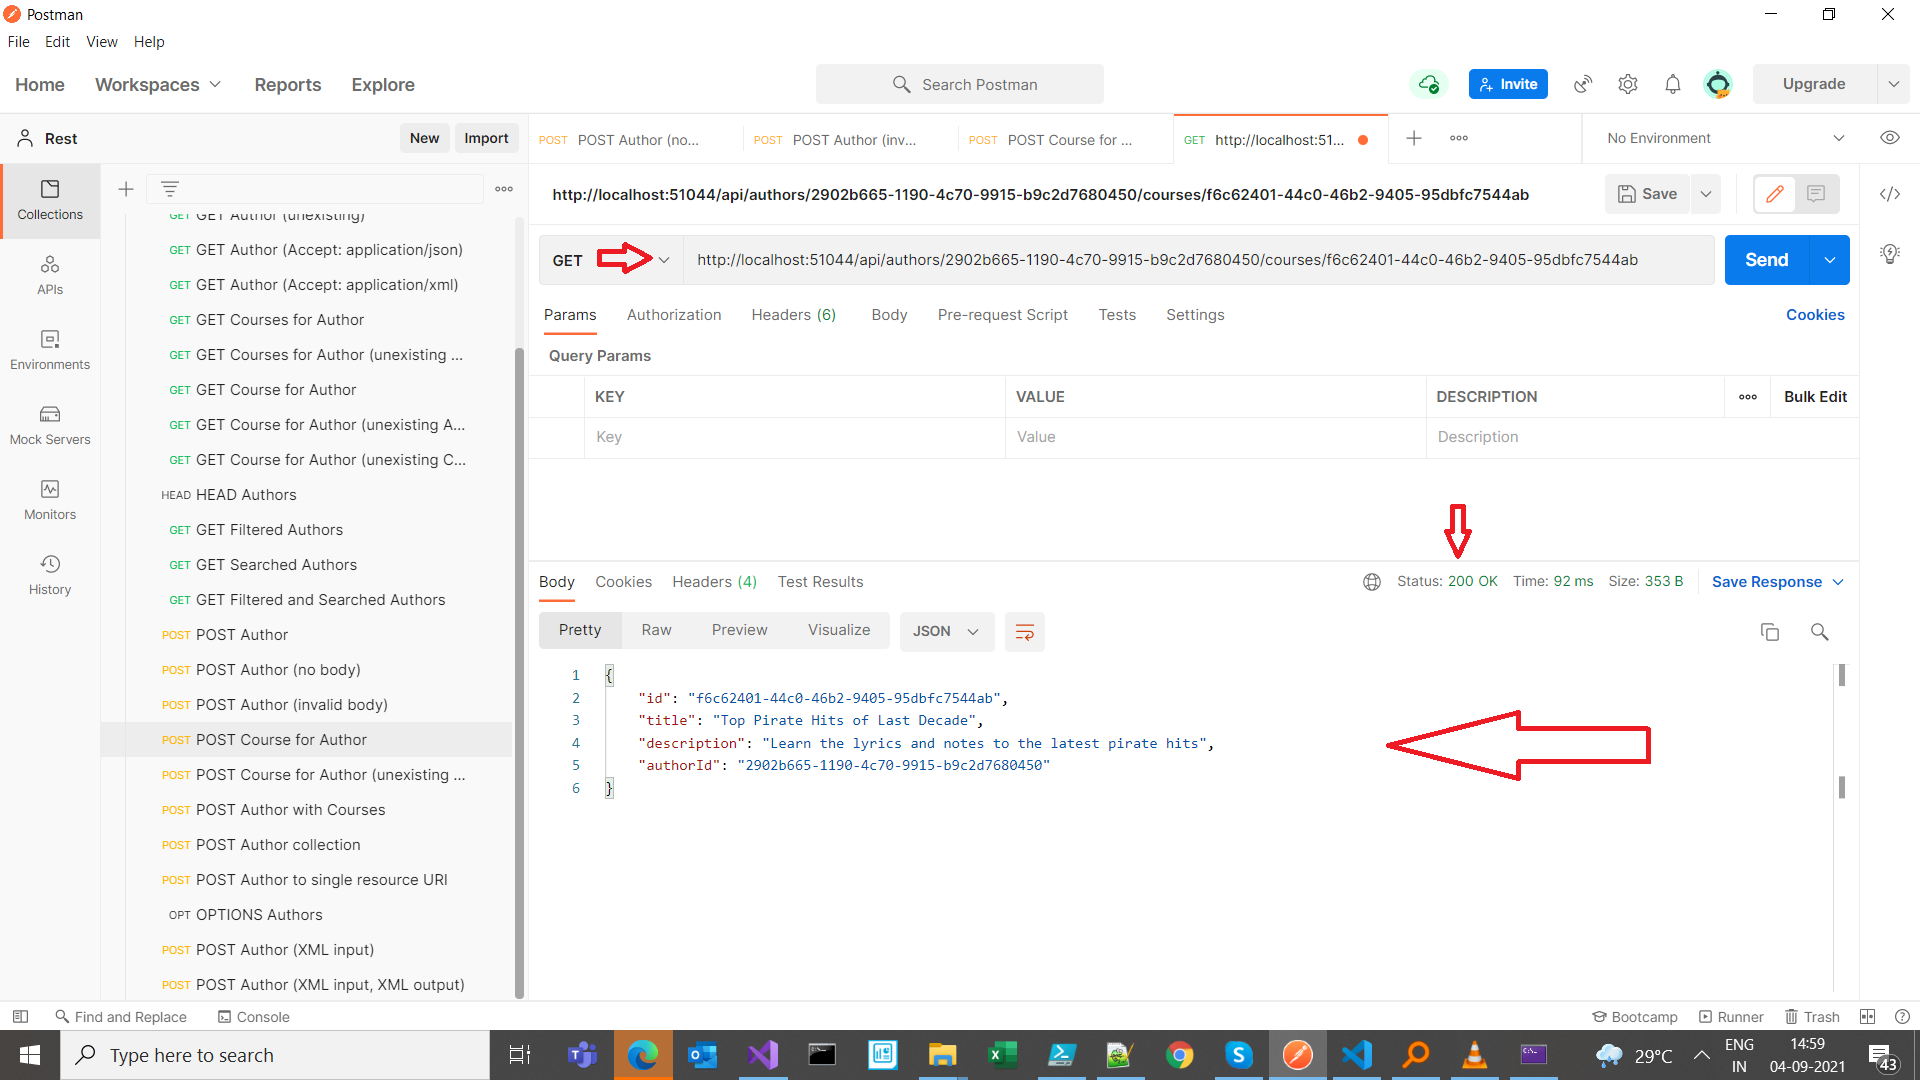 Postman
File Edit View Help
Home Workspaces Reports Explore
Search Postman
Invite
Upgrade
Rest
New Import
POST POST Author (no...
POST POST Author (inv...
POST POST Course for ...
GET http://localhost:51...
No Environment
Collections
APIs
Environments
Mock Servers
Monitors
History
GET GET Author (unexisting)
GET GET Author (Accept: application/json)
GET GET Author (Accept: application/xml)
GET GET Courses for Author
GET GET Courses for Author (unexisting ...
GET GET Course for Author
GET GET Course for Author (unexisting A...
GET GET Course for Author (unexisting C...
HEAD HEAD Authors
GET GET Filtered Authors
GET GET Searched Authors
GET GET Filtered and Searched Authors
POST POST Author
POST POST Author (no body)
POST POST Author (invalid body)
POST POST Course for Author
POST POST Course for Author (unexisting ...
POST POST Author with Courses
POST POST Author collection
POST POST Author to single resource URI
OPT OPTIONS Authors
POST POST Author (XML input)
POST POST Author (XML input, XML output)
http://localhost:51044/api/authors/2902b665-1190-4c70-9915-b9c2d7680450/courses/f6c62401-44c0-46b2-9405-95dbfc7544ab
Save
GET http://localhost:51044/api/authors/2902b665-1190-4c70-9915-b9c2d7680450/courses/f6c62401-44c0-46b2-9405-95dbfc7544ab
Send
Params Authorization Headers (6) Body Pre-request Script Tests Settings
Cookies
Query Params
KEY VALUE DESCRIPTION Bulk Edit
Key Value Description
Body Cookies Headers (4) Test Results
Status: 200 OK Time: 92 ms Size: 353 B Save Response
Pretty Raw Preview Visualize JSON
1 {
2 "id": "f6c62401-44c0-46b2-9405-95dbfc7544ab",
3 "title": "Top Pirate Hits of Last Decade",
4 "description": "Learn the lyrics and notes to the latest pirate hits",
5 "authorId": "2902b665-1190-4c70-9915-b9c2d7680450"
6 }
Find and Replace Console
Bootcamp Runner Trash
Type here to search
29°C
ENG
IN
14:59
04-09-2021
43